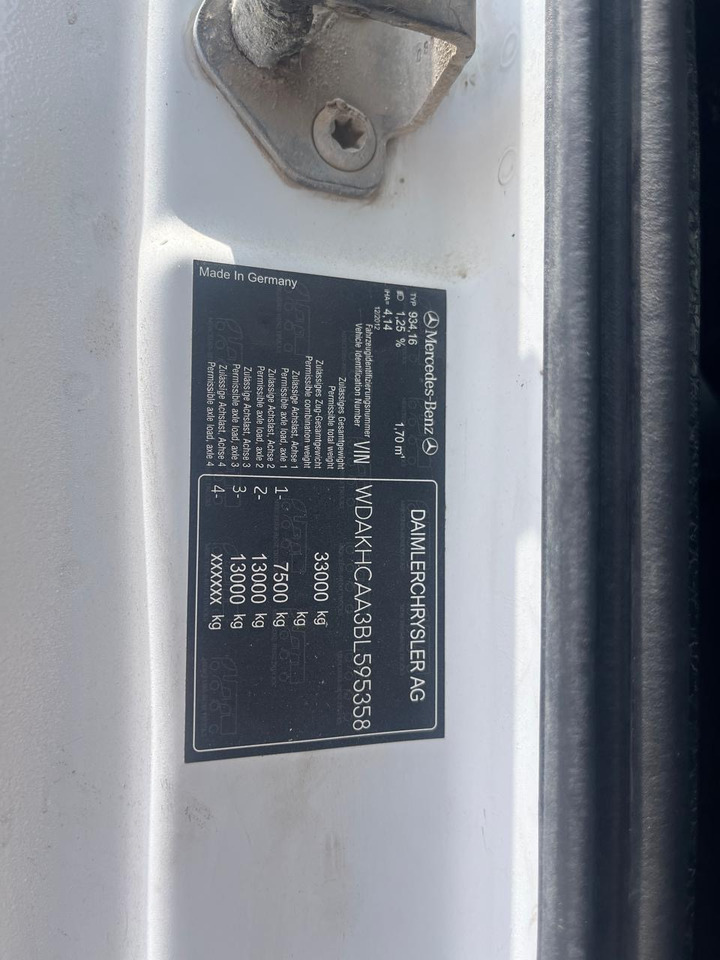 Mercedes-Benz
TYP 934,16
1,25 %
iHA= 4,14
12/2012
1,70 m⁻¹
DAIMLERCHRYSLER AG
Fahrzeugidentifizierungsnummer
Vehicle Identification Number VIN WDAKHCAA3BL595358
Zulässiges Gesamtgewicht
Permissible total weight 33000 kg
Zulässiges Zug-Gesamtgewicht
Permissible combination weight kg
Zulässige Achslast, Achse 1
Permissible axle load, axle 1 1- 7500 kg
Zulässige Achslast, Achse 2
Permissible axle load, axle 2 2- 13000 kg
Zulässige Achslast, Achse 3
Permissible axle load, axle 3 3- 13000 kg
Zulässige Achslast, Achse 4
Permissible axle load, axle 4 4- xxxxxx kg
Made In Germany